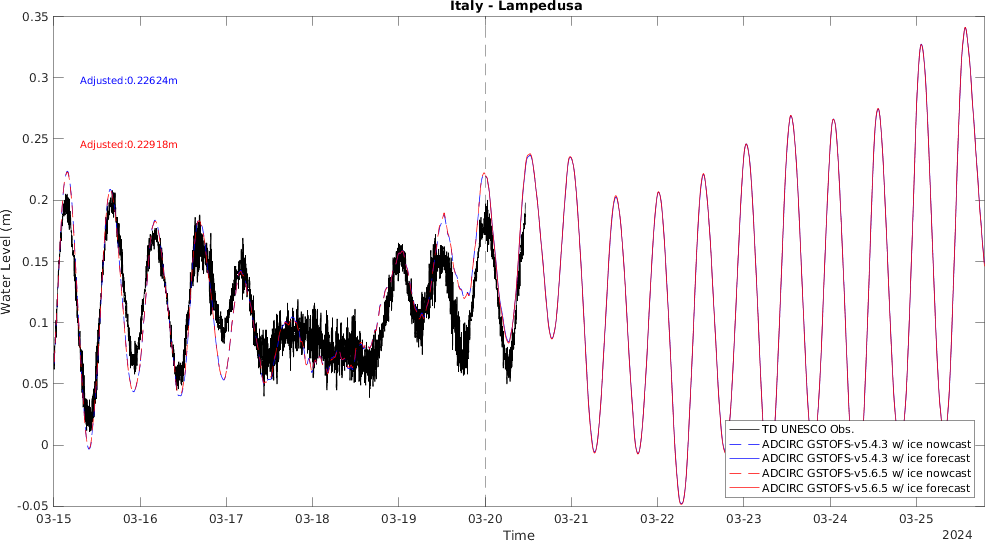 Italy - Lampedusa
0.35
0.3
Adjusted:0.22624m
0.25
Adjusted:0.22918m
0.2
Water Level (m)
0.15
0.1
0.05
0
-0.05
TD UNESCO Obs.
ADCIRC GSTOFS-v5.4.3 w/ ice nowcast
ADCIRC GSTOFS-v5.4.3 w/ ice forecast
ADCIRC GSTOFS-v5.6.5 w/ ice nowcast
ADCIRC GSTOFS-v5.6.5 w/ ice forecast
03-15 03-16 03-17 03-18 03-19 03-20 03-21 03-22 03-23 03-24 03-25
Time
2024